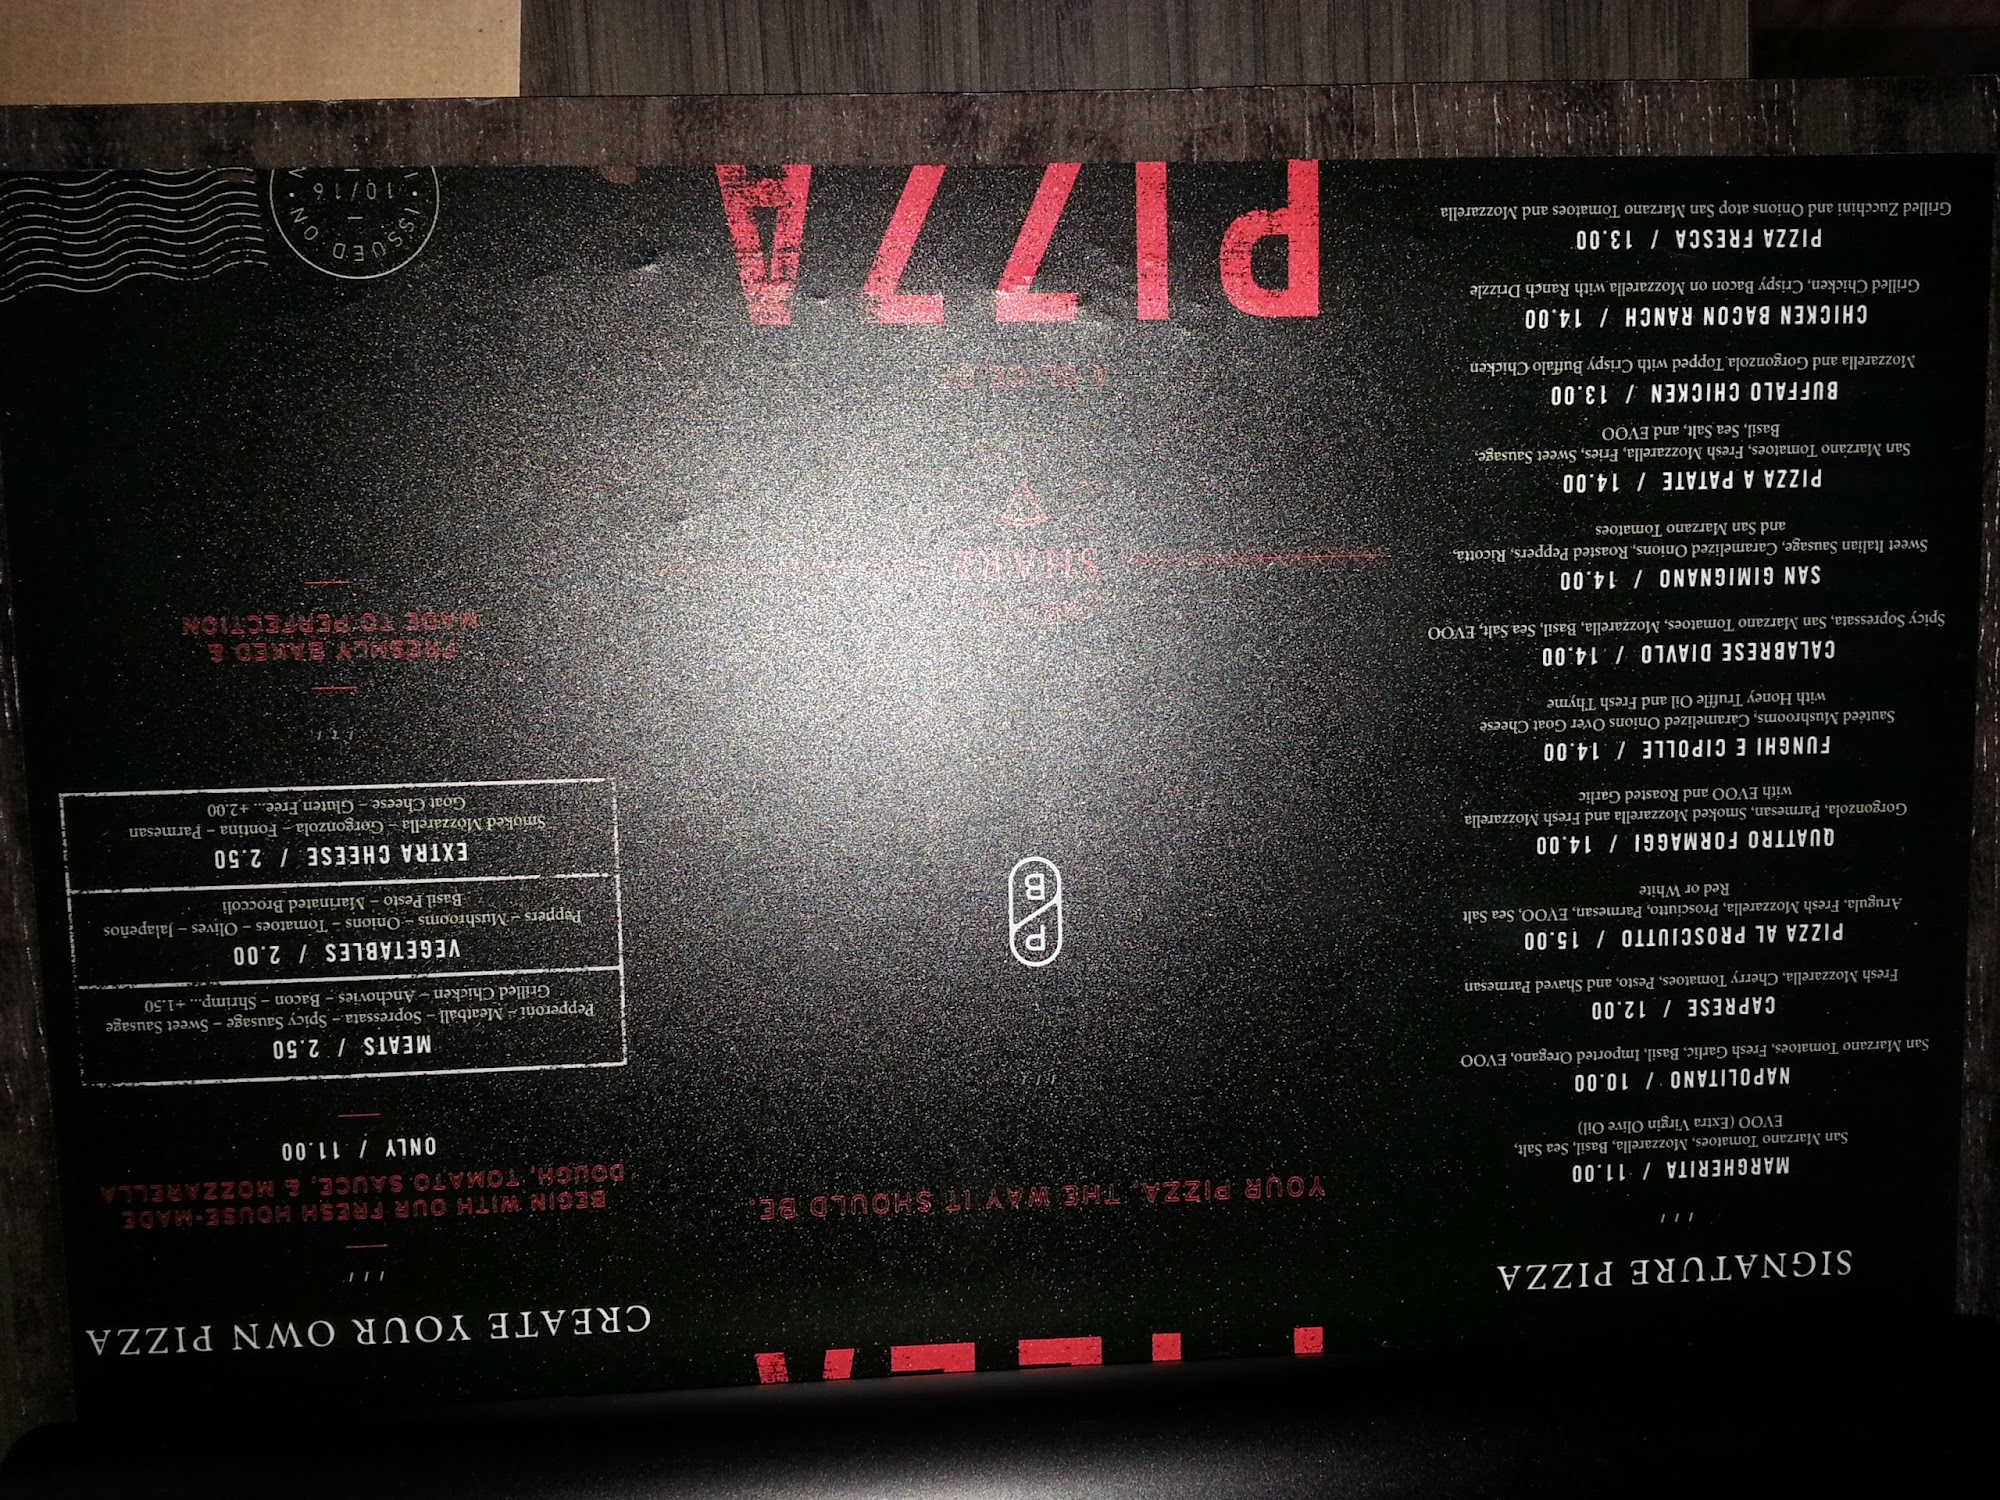 SIGNATURE PIZZA
MARGHERITA / 11.00
San Marzano Tomatoes, Mozzarella, Basil, Sea Salt,
EVOO (Extra Virgin Olive Oil)
NAPOLITANO / 10.00
San Marzano Tomatoes, Fresh Garlic, Basil, Imported Oregano, EVOO
CAPRESE / 12.00
Fresh Mozzarella, Cherry Tomatoes, Pesto, and Shaved Parmesan
PIZZA AL PROSCIUTTO / 15.00
Arugula, Fresh Mozzarella, Prosciutto, Parmesan, EVOO, Sea Salt
Red or White
QUATTRO FORMAGGI / 14.00
Gorgonzola, Parmesan, Smoked Mozzarella and Fresh Mozzarella
with EVOO and Roasted Garlic
FUNGHI E CIPOLLE / 14.00
Sautéed Mushrooms, Caramelized Onions Over Goat Cheese
with Honey Truffle Oil and Fresh Thyme
CALABRESE DIAVLO / 14.00
Spicy Sopressata, San Marzano Tomatoes, Mozzarella, Basil, Sea Salt, EVOO
SAN GIMIGNANO / 14.00
Sweet Italian Sausage, Caramelized Onions, Roasted Peppers, Ricotta,
and San Marzano Tomatoes
PIZZA A PATATE / 14.00
San Marzano Tomatoes, Fresh Mozzarella, Fries, Sweet Sausage,
Basil, Sea Salt, and EVOO
BUFFALO CHICKEN / 13.00
Mozzarella and Gorgonzola Topped with Crispy Buffalo Chicken
CHICKEN BACON RANCH / 14.00
Grilled Chicken, Crispy Bacon on Mozzarella with Ranch Drizzle
PIZZA FRESCA / 13.00
Grilled Zucchini and Onions atop San Marzano Tomatoes and Mozzarella
YOUR PIZZA, THE WAY IT SHOULD BE.
P
B
SHARE
PIZZA
CREATE YOUR OWN PIZZA
BEGIN WITH OUR FRESH HOUSE-MADE
DOUGH, TOMATO SAUCE, & MOZZARELLA
ONLY / 11.00
MEATS / 2.50
Pepperoni – Meatball – Sopressata – Spicy Sausage – Sweet Sausage
Grilled Chicken – Anchovies – Bacon – Shrimp... +1.50
VEGETABLES / 2.00
Peppers – Mushrooms – Onions – Tomatoes – Olives – Jalapeños
Basil Pesto – Marinated Broccoli
EXTRA CHEESE / 2.50
Smoked Mozzarella – Gorgonzola – Fontina – Parmesan
Goat Cheese – Gluten Free... +2.00
FRESHLY BAKED &
MADE TO PERFECTION
ISSUED ON
10/16